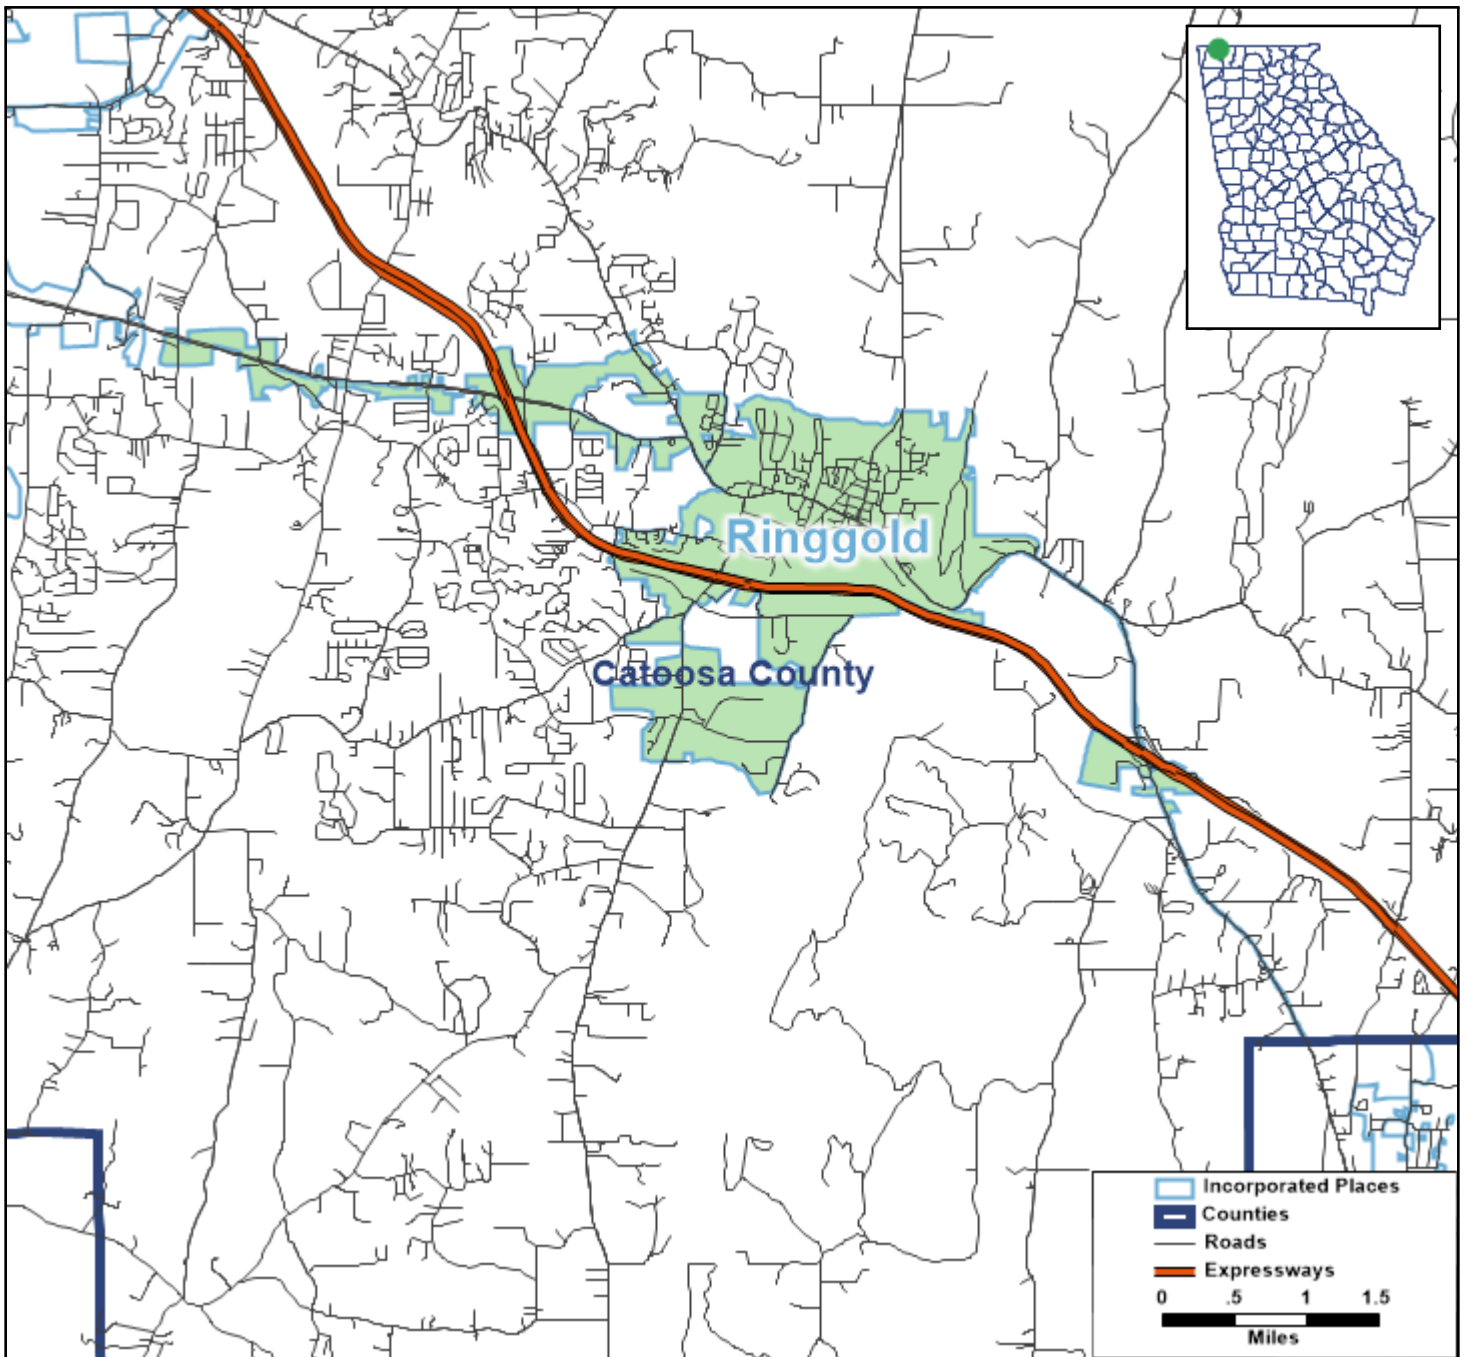 Ringgold
Catoosa County
Incorporated Places
Counties
Roads
Expressways
0 .5 1 1.5
Miles